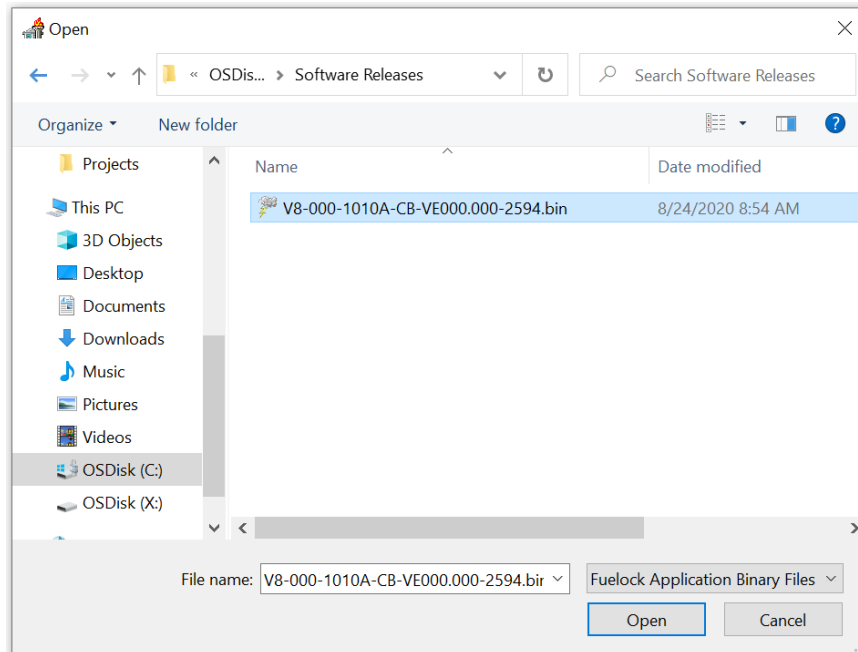 Open
« OSDis... > Software Releases
Search Software Releases
Organize New folder
Projects
This PC
3D Objects
Desktop
Documents
Downloads
Music
Pictures
Videos
OSDisk (C:)
OSDisk (X:)
Name Date modified
V8-000-1010A-CB-VE000.000-2594.bin 8/24/2020 8:54 AM
File name: V8-000-1010A-CB-VE000.000-2594.bin Fuelock Application Binary Files
Open Cancel